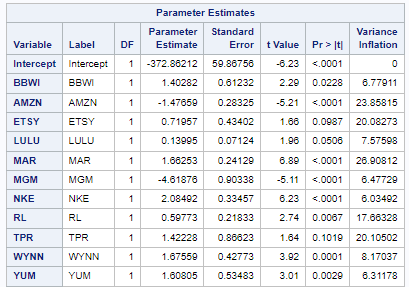 Parameter Estimates
Variable Label DF Parameter Estimate Standard Error t Value Pr > |t| Variance Inflation
Intercept Intercept 1 -372.86212 59.86756 -6.23 <.0001 0
BBWI BBWI 1 1.40282 0.61232 2.29 0.0228 6.77911
AMZN AMZN 1 -1.47659 0.28325 -5.21 <.0001 23.85815
ETSY ETSY 1 0.71957 0.43402 1.66 0.0987 20.08273
LULU LULU 1 0.13995 0.07124 1.96 0.0506 7.57598
MAR MAR 1 1.66253 0.24129 6.89 <.0001 26.90812
MGM MGM 1 -4.61876 0.90338 -5.11 <.0001 6.47729
NKE NKE 1 2.08492 0.33457 6.23 <.0001 6.03492
RL RL 1 0.59773 0.21833 2.74 0.0067 17.66328
TPR TPR 1 1.42228 0.86623 1.64 0.1019 20.10502
WYNN WYNN 1 1.67559 0.42773 3.92 0.0001 8.17037
YUM YUM 1 1.60805 0.53483 3.01 0.0029 6.31178